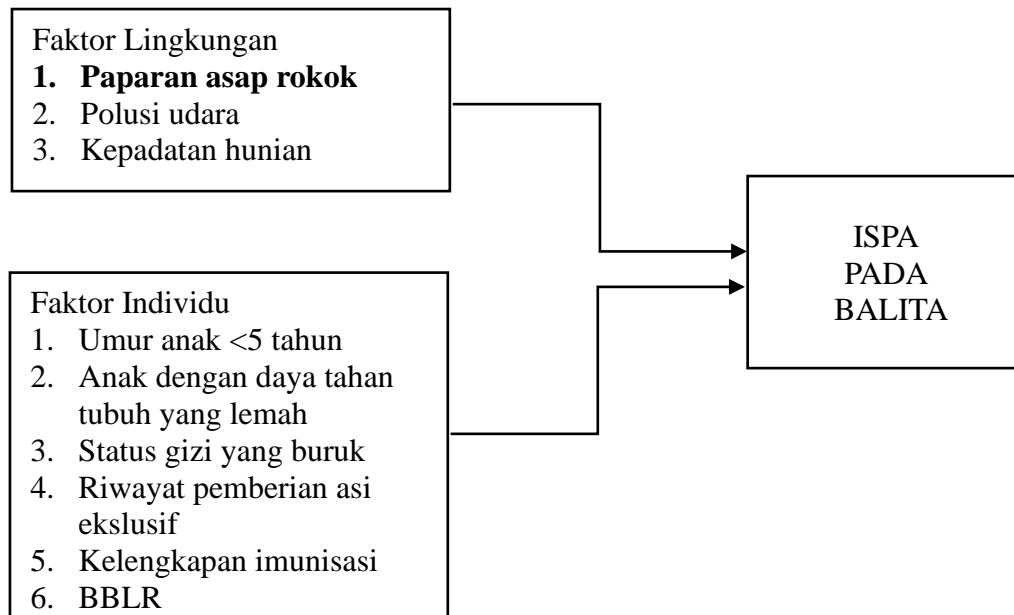 Faktor Lingkungan
1. Paparan asap rokok
2. Polusi udara
3. Kepadatan hunian
ISPA
PADA
BALITA
Faktor Individu
1. Umur anak <5 tahun
2. Anak dengan daya tahan
tubuh yang lemah
3. Status gizi yang buruk
4. Riwayat pemberian asi
ekslusif
5. Kelengkapan imunisasi
6. BBLR